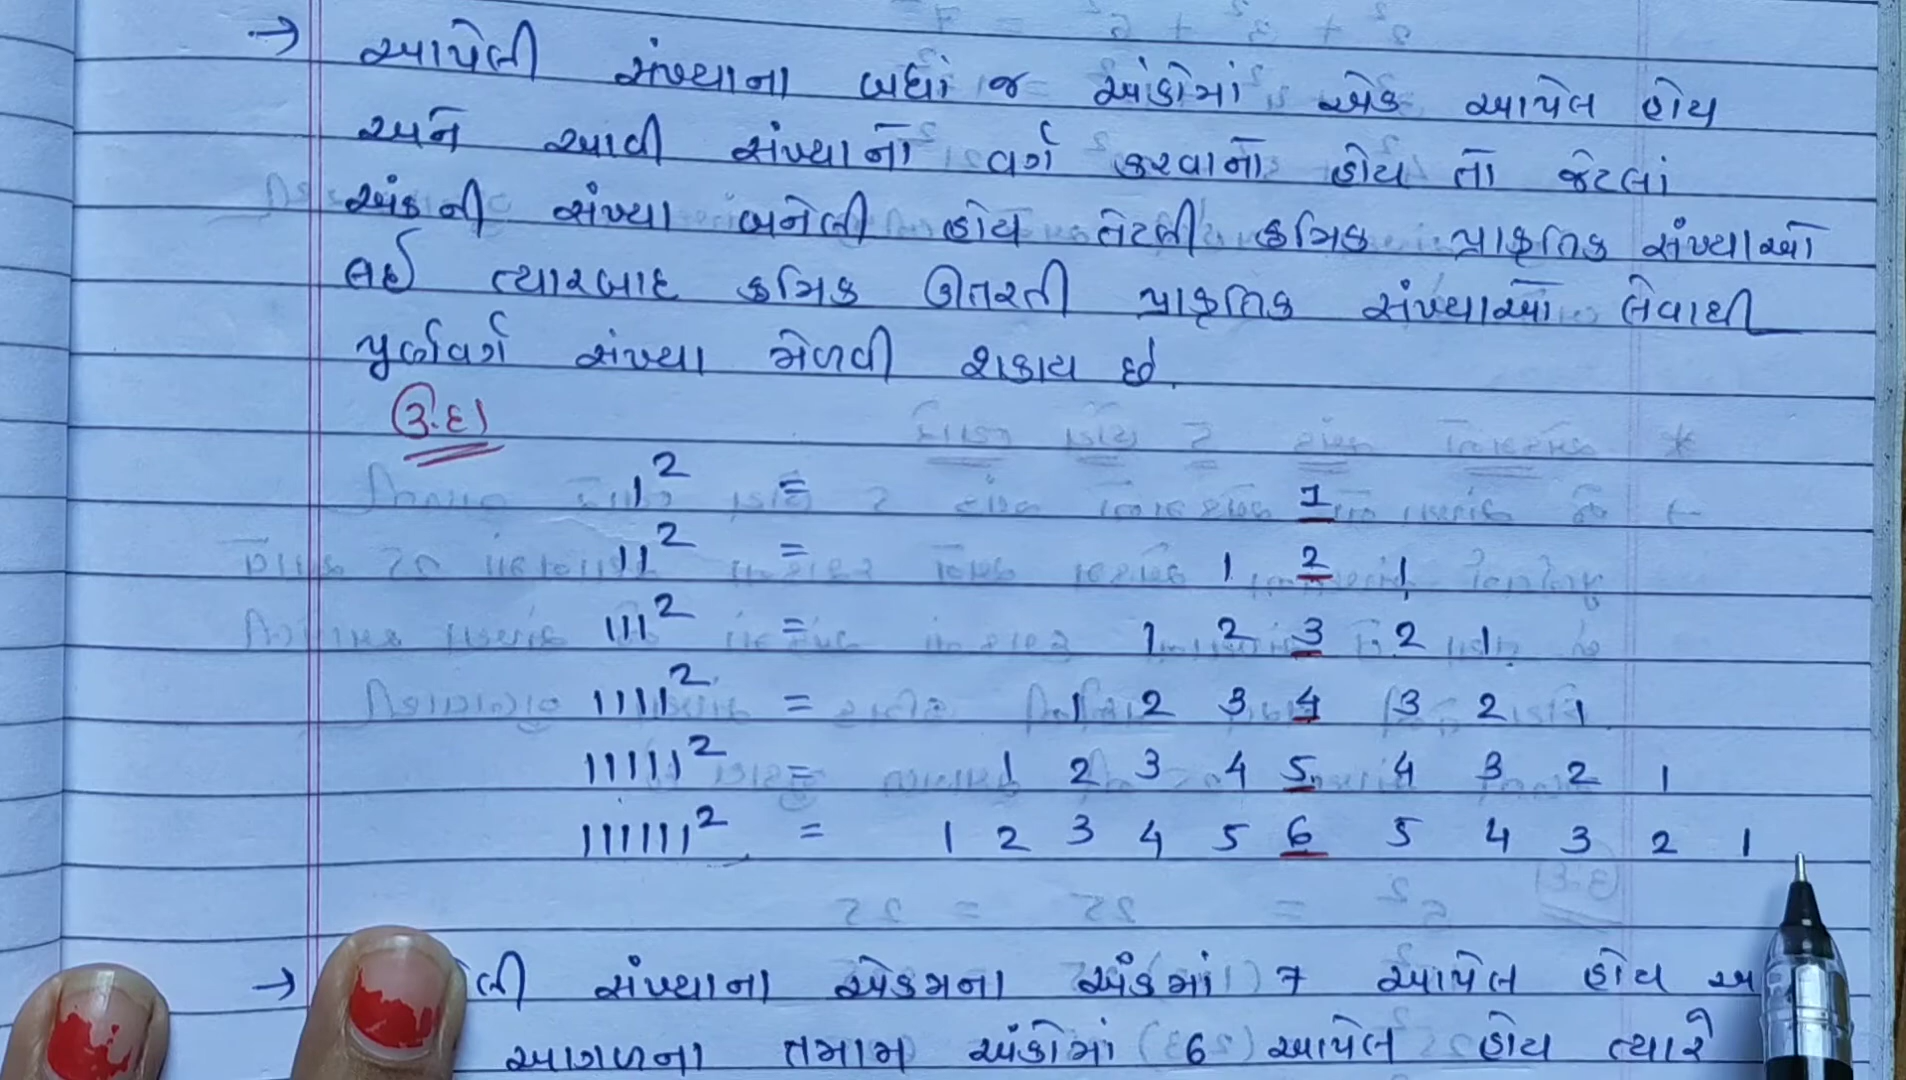 → આપેલી સંખ્યાના બધાં જ અંકોમાં એક આપેલ હોય
અને આવી સંખ્યાનો વર્ગ કરવાનો હોય તો જેટલાં
અંકની સંખ્યા બનેલી હોય તેટલી ક્રમિક પ્રાકૃતિક સંખ્યાઓ
લઈ ત્યારબાદ ક્રમિક ઊતરતી પ્રાકૃતિક સંખ્યાઓ લેવાથી
પૂર્ણવર્ગ સંખ્યા મેળવી શકાય છે.
ઉ.દા
1² = 1
11² = 1 2 1
111² = 1 2 3 2 1
1111² = 1 2 3 4 3 2 1
11111² = 1 2 3 4 5 4 3 2 1
111111² = 1 2 3 4 5 6 5 4 3 2 1
→ લી સંખ્યાના એકમના અંકમાં 7 આપેલ હોય અ
આગળના તમામ અંકોમાં 6 આપેલ હોય ત્યારે